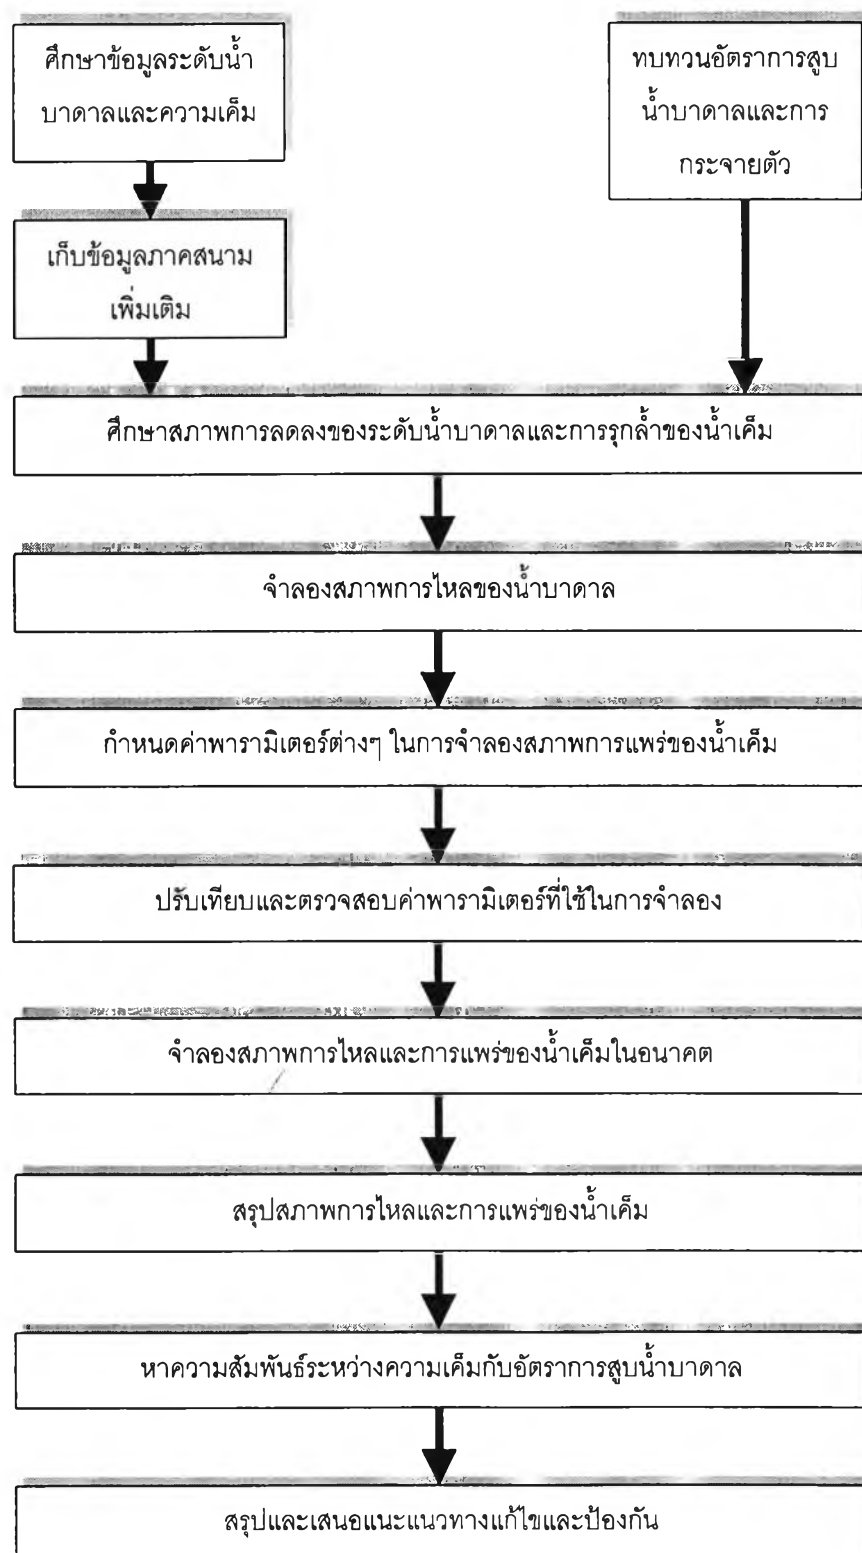 ศึกษาข้อมูลระดับน้ำ
บาดาลและความเค็ม
ทบทวนอัตราการสูบ
น้ำบาดาลและการ
กระจายตัว
เก็บข้อมูลภาคสนาม
เพิ่มเติม
ศึกษาสภาพการลดลงของระดับน้ำบาดาลและการรุกล้ำของน้ำเค็ม
จำลองสภาพการไหลของน้ำบาดาล
กำหนดค่าพารามิเตอร์ต่างๆ ในการจำลองสภาพการแพร่ของน้ำเค็ม
ปรับเทียบและตรวจสอบค่าพารามิเตอร์ที่ใช้ในการจำลอง
จำลองสภาพการไหลและการแพร่ของน้ำเค็มในอนาคต
สรุปสภาพการไหลและการแพร่ของน้ำเค็ม
หาความสัมพันธ์ระหว่างความเค็มกับอัตราการสูบน้ำบาดาล
สรุปและเสนอแนะแนวทางแก้ไขและป้องกัน